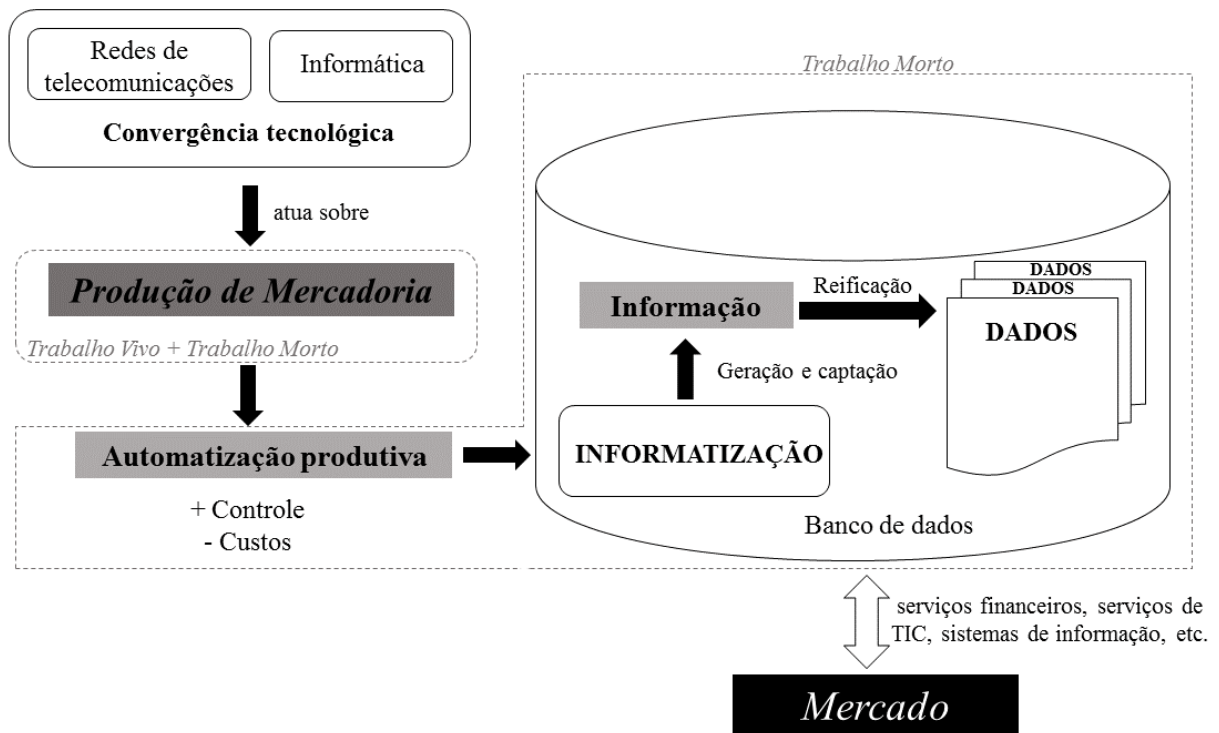 Redes de
telecomunicações
Informática
Convergência tecnológica
atua sobre
Produção de Mercadoria
Trabalho Vivo + Trabalho Morto
Automatização produtiva
+ Controle
- Custos
Trabalho Morto
Informação
Reificação
DADOS
DADOS
DADOS
Geração e captação
INFORMATIZAÇÃO
Banco de dados
serviços financeiros, serviços de
TIC, sistemas de informação, etc.
Mercado